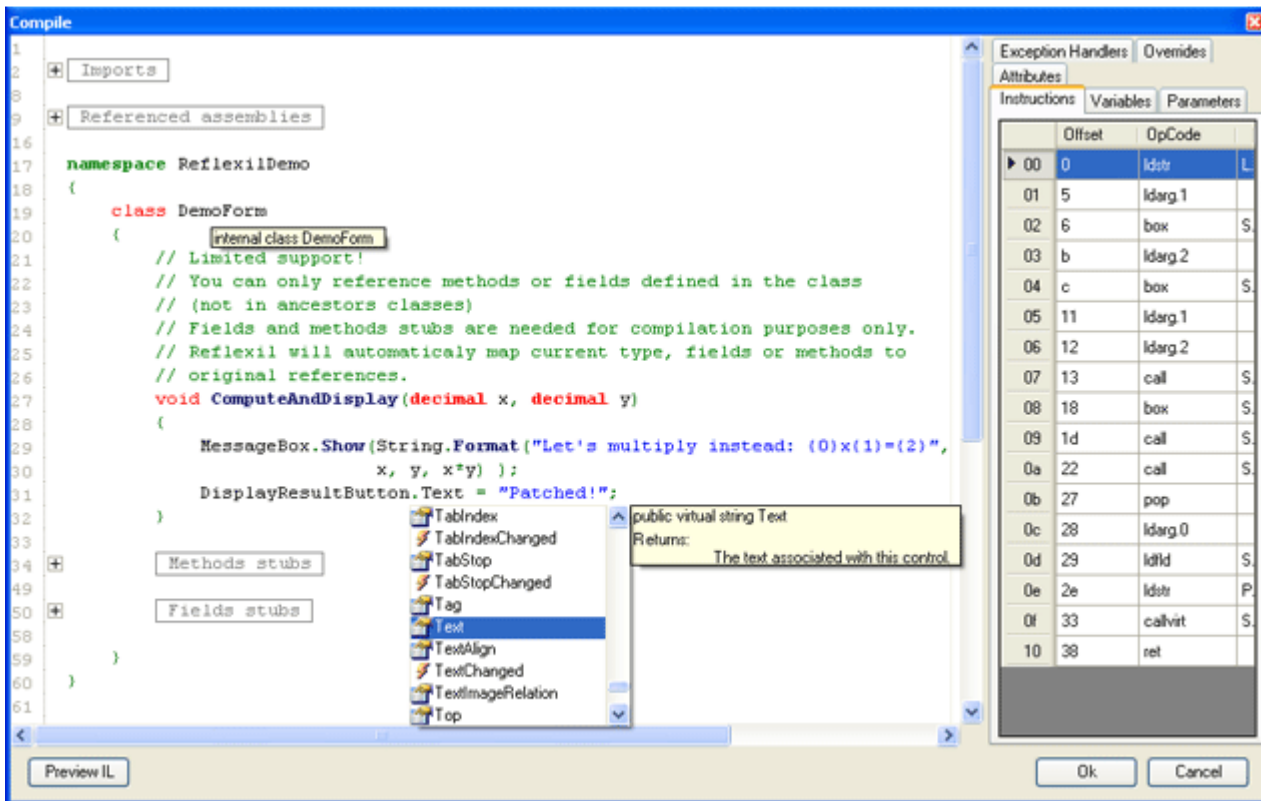 Compile
1
2 Imports
8
9 Referenced assemblies
16
17 namespace ReflexilDemo
18 {
19 class DemoForm
20 {
internal class DemoForm
21 // Limited support!
22 // You can only reference methods or fields defined in the class
23 // (not in ancestors classes)
24 // Fields and methods stubs are needed for compilation purposes only.
25 // Reflexil will automaticaly map current type, fields or methods to
26 // original references.
27 void ComputeAndDisplay(decimal x, decimal y)
28 {
29 MessageBox.Show(String.Format("Let's multiply instead: {0}x{1}={2}",
30 x, y, x*y) );
31 DisplayResultButton.Text = "Patched!";
32 }
33
34 Methods stubs
49
50 Fields stubs
58
59 }
60 }
61
TabIndex
TabIndexChanged
TabStop
TabStopChanged
Tag
Text
TextAlign
TextChanged
TextImageRelation
Top
public virtual string Text
Returns:
The text associated with this control.
Exception Handlers Overrides
Attributes
Instructions Variables Parameters
Offset OpCode
00 0 ldstr L.
01 5 ldarg.1
02 6 box S.
03 b ldarg.2
04 c box S.
05 11 ldarg.1
06 12 ldarg.2
07 13 call S.
08 18 box S.
09 1d call S.
0a 22 call S.
0b 27 pop
0c 28 ldarg.0
0d 29 ldfld S.
0e 2e ldstr P.
0f 33 callvirt S.
10 38 ret
Preview IL
Ok Cancel